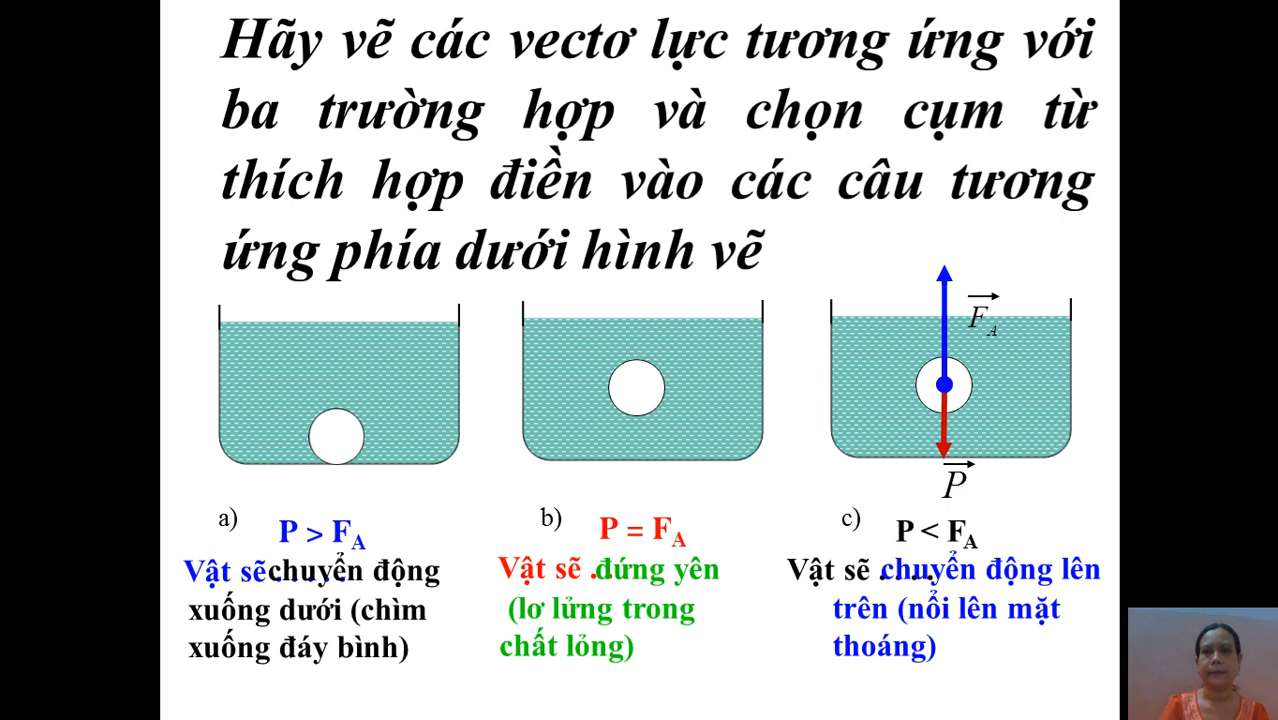 Hãy vẽ các vectơ lực tương ứng với
ba trường hợp và chọn cụm từ
thích hợp điền vào các câu tương
ứng phía dưới hình vẽ
F_A
P
a)
P > F_A
Vật sẽ chuyển động
xuống dưới (chìm
xuống đáy bình)
b)
P = F_A
Vật sẽ ..đứng yên
(lơ lửng trong
chất lỏng)
c)
P < F_A
Vật sẽ ....chuyển động lên
trên (nổi lên mặt
thoáng)